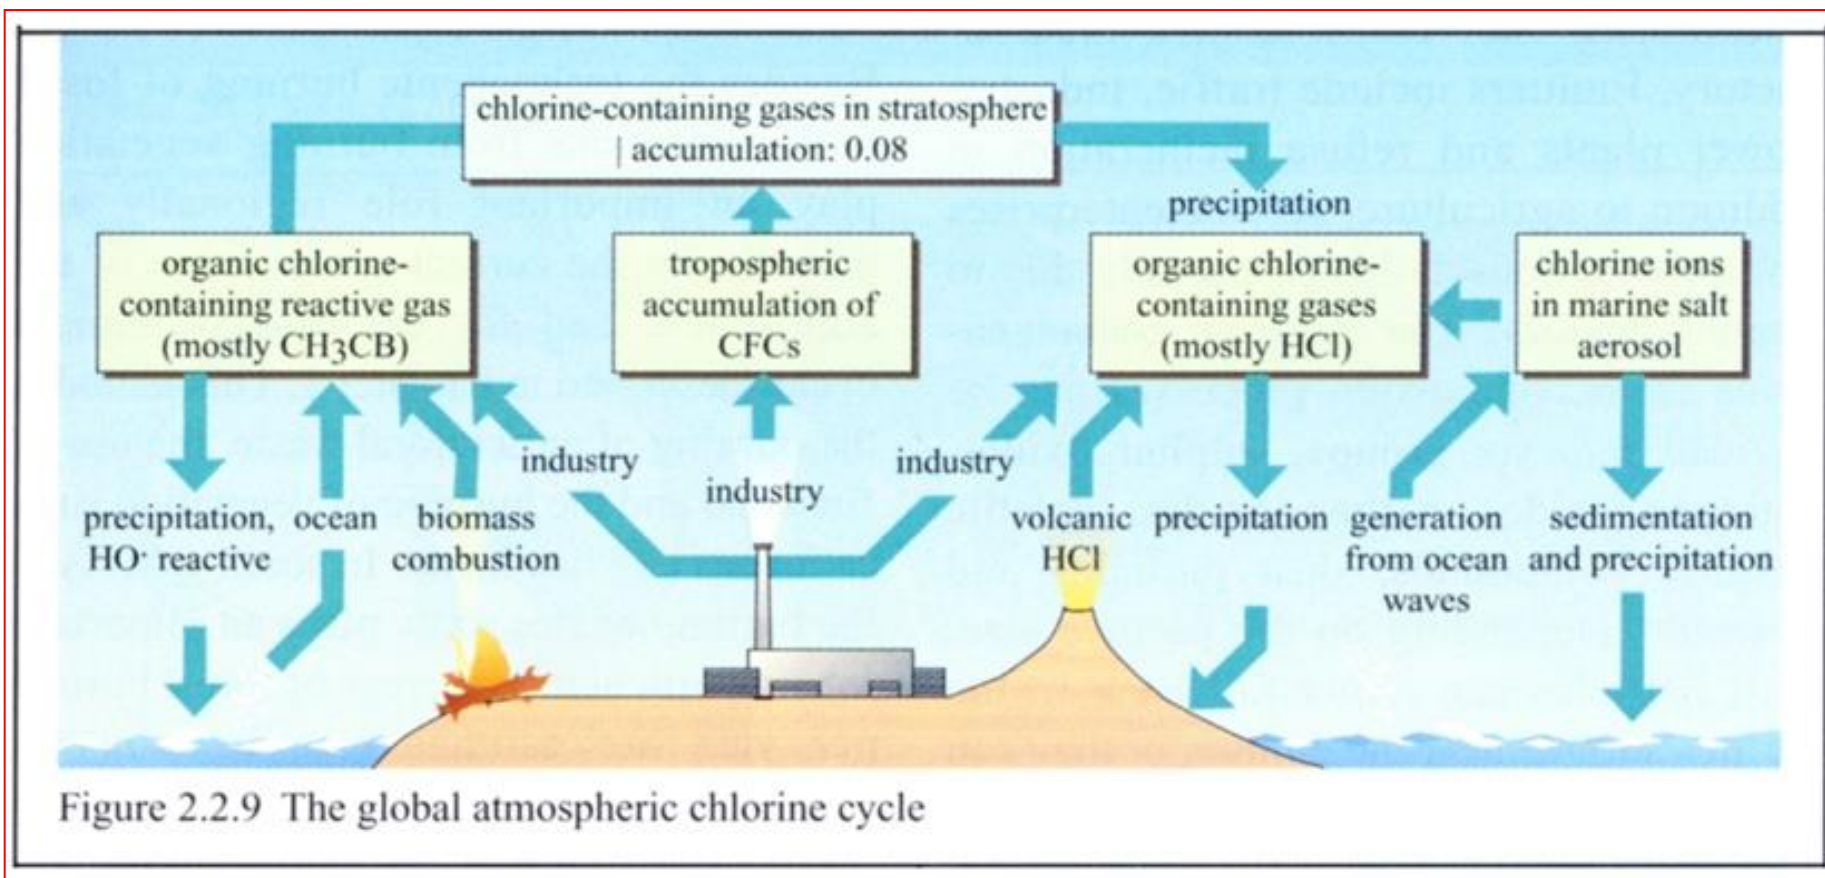 chlorine-containing gases in stratosphere
| accumulation: 0.08
precipitation
organic chlorine-
containing reactive gas
(mostly CH3CB)
tropospheric
accumulation of
CFCs
organic chlorine-
containing gases
(mostly HCl)
chlorine ions
in marine salt
aerosol
industry
industry
industry
precipitation,
HO· reactive
ocean
biomass
combustion
volcanic
HCl
precipitation
generation
from ocean
waves
sedimentation
and precipitation
Figure 2.2.9 The global atmospheric chlorine cycle